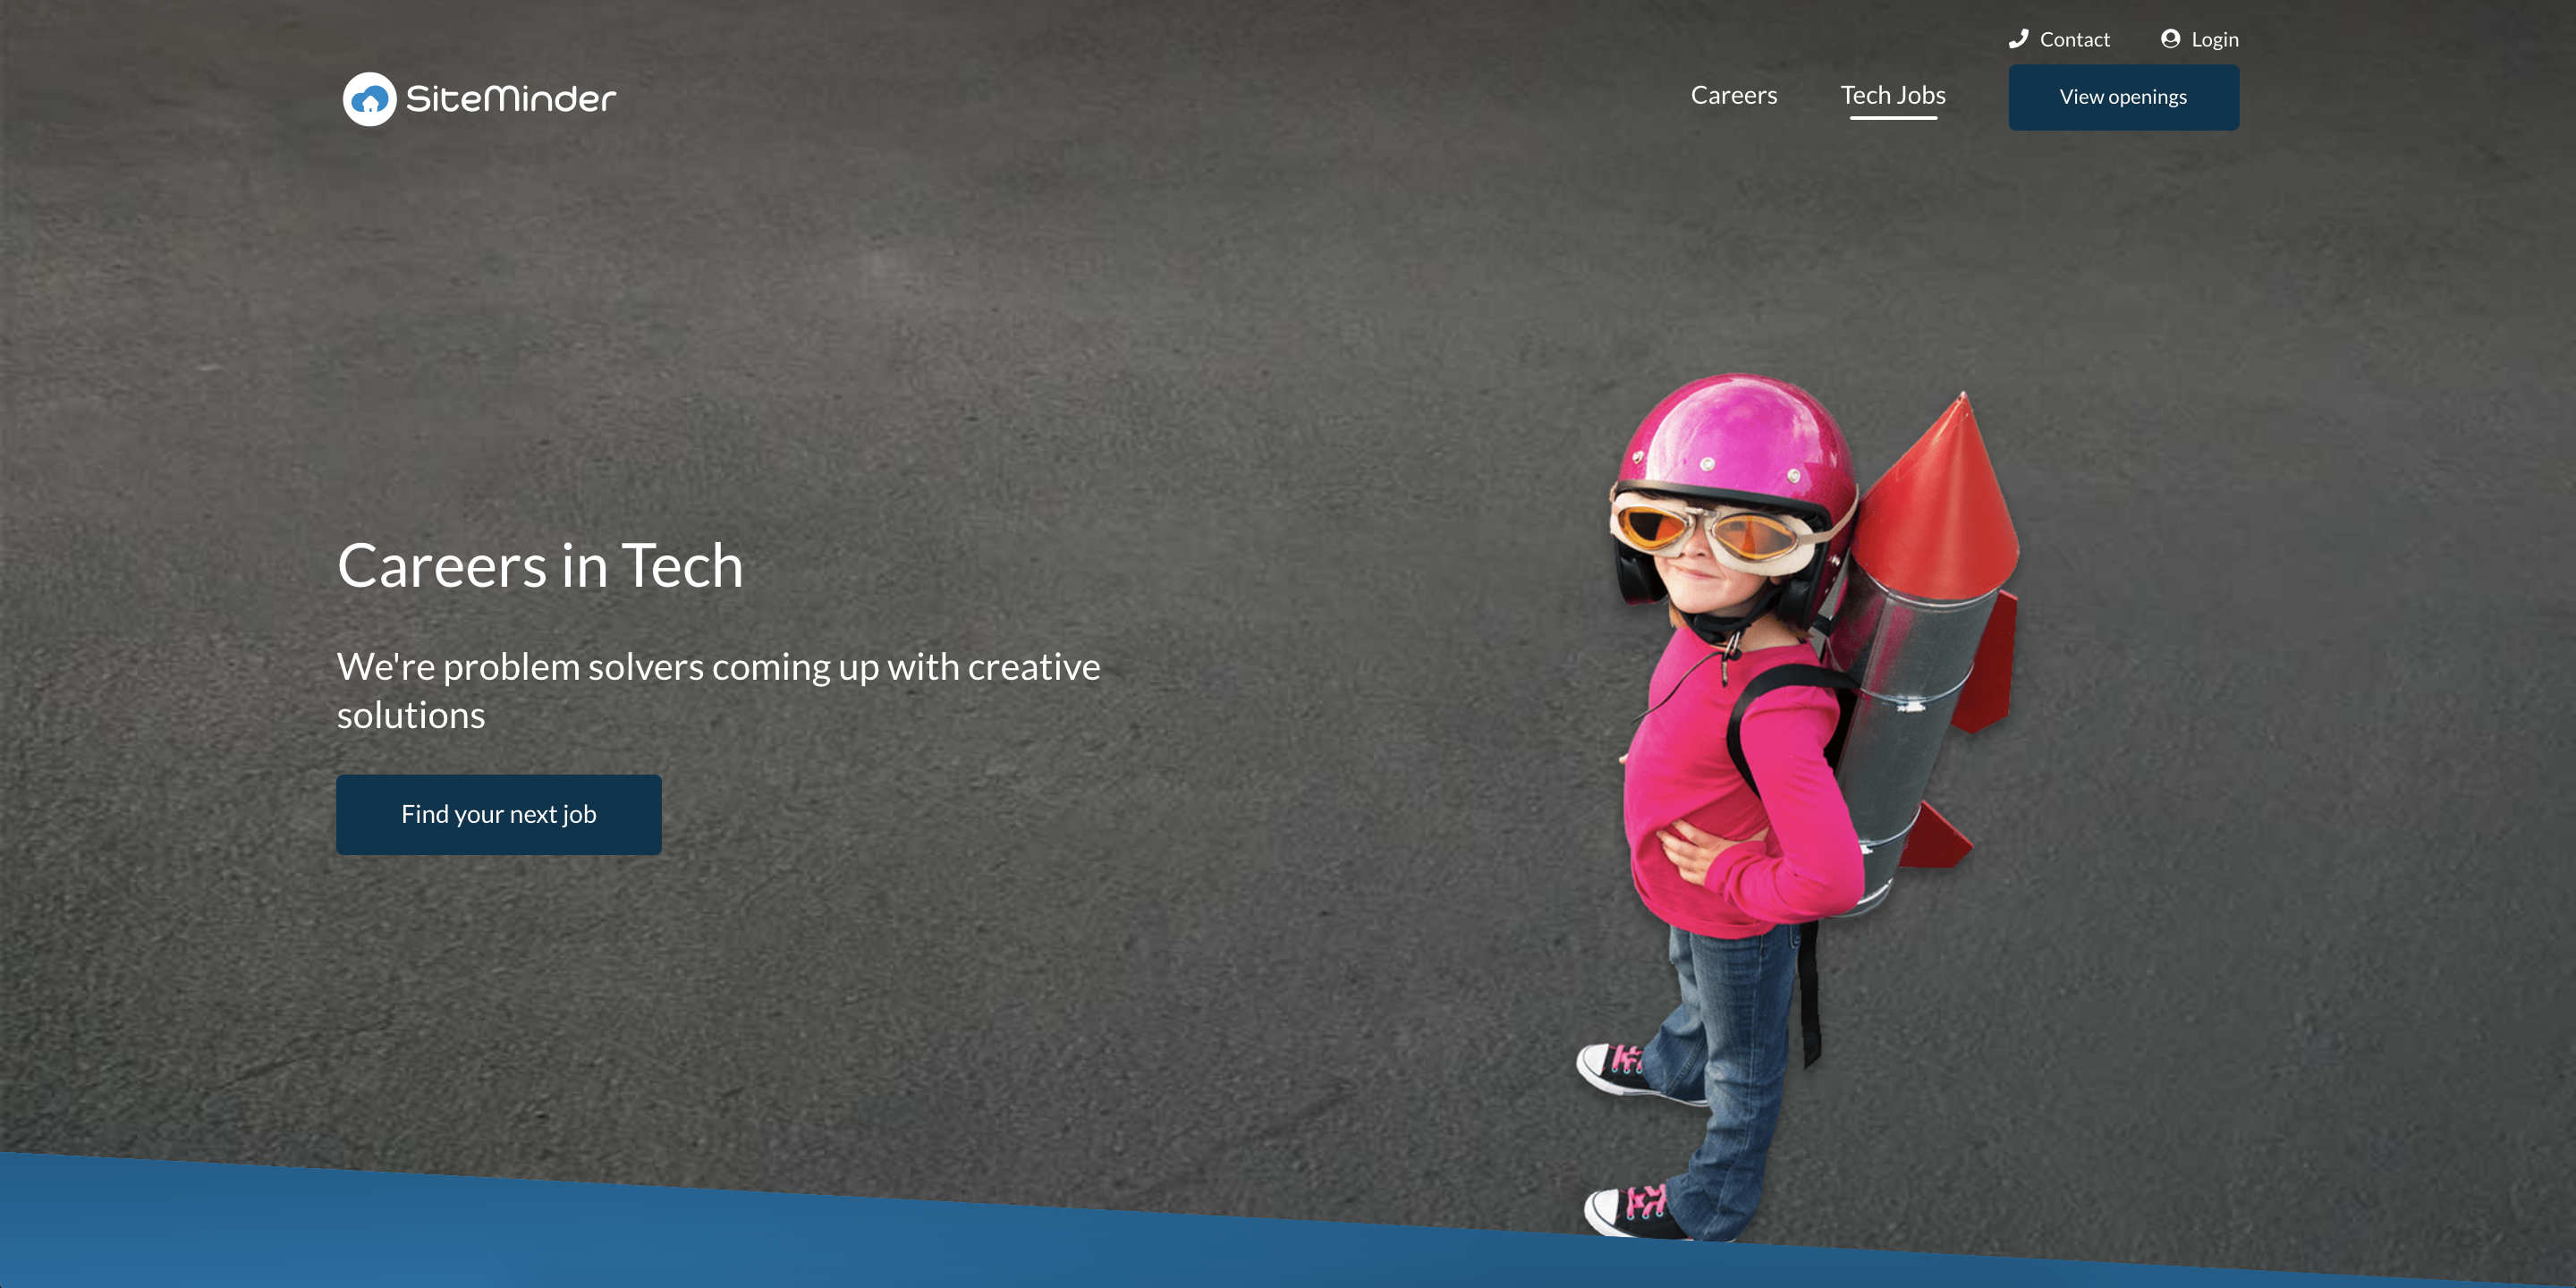 Contact
Login
SiteMinder
Careers
Tech Jobs
View openings
Careers in Tech
We're problem solvers coming up with creative
solutions
Find your next job